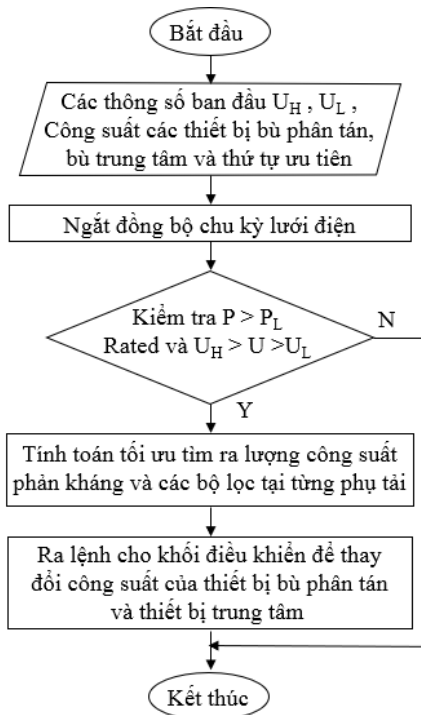 Bắt đầu
Các thông số ban đầu U_H , U_L ,
Công suất các thiết bị bù phân tán,
bù trung tâm và thứ tự ưu tiên
Ngắt đồng bộ chu kỳ lưới điện
Kiểm tra P > P_L
Rated và U_H > U >U_L
N
Y
Tính toán tối ưu tìm ra lượng công suất
phản kháng và các bộ lọc tại từng phụ tải
Ra lệnh cho khối điều khiển để thay
đổi công suất của thiết bị bù phân tán
và thiết bị trung tâm
Kết thúc